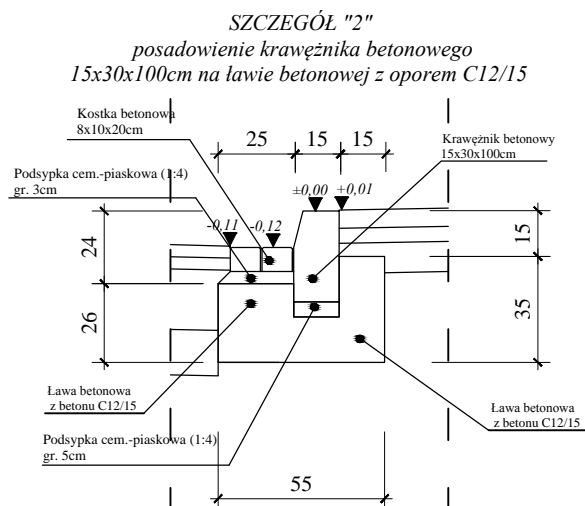 SZCZEGÓŁ "2"
posadowienie krawężnika betonowego
15x30x100cm na ławie betonowej z oporem C12/15
Kostka betonowa
8x10x20cm
25
15
15
Krawężnik betonowy
15x30x100cm
Podsypka cem.-piaskowa (1:4)
gr. 3cm
±0,00
+0,01
-0,11
-0,12
24
15
26
35
Ława betonowa
z betonu C12/15
Ława betonowa
z betonu C12/15
Podsypka cem.-piaskowa (1:4)
gr. 5cm
55